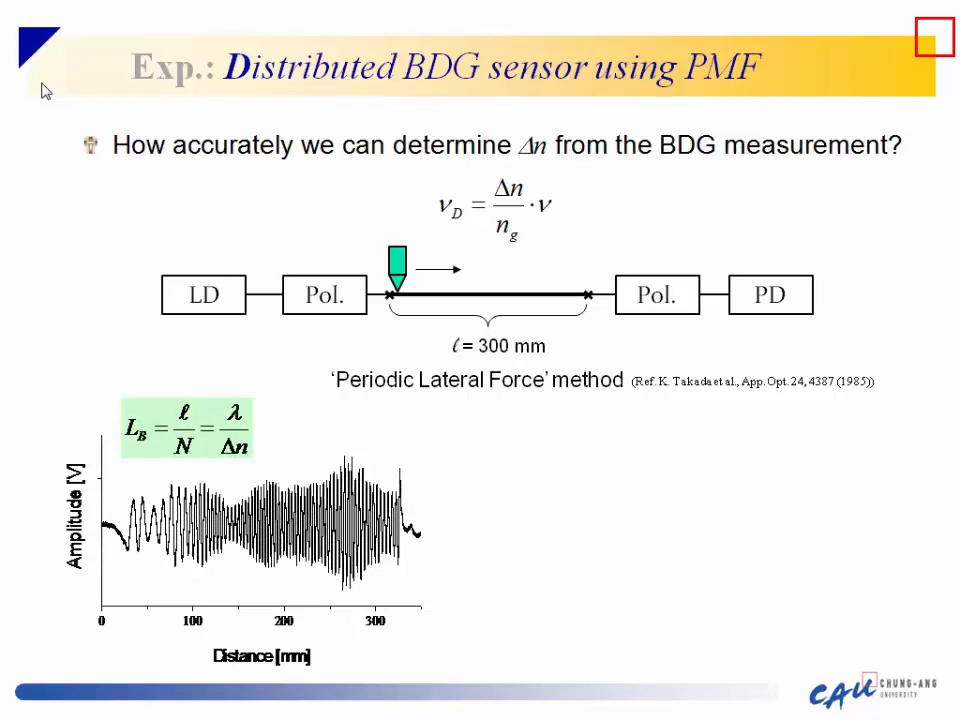 Exp.: Distributed BDG sensor using PMF
How accurately we can determine Δn from the BDG measurement?
ν_D = Δn / n_g · ν
LD
Pol.
Pol.
PD
ℓ = 300 mm
‘Periodic Lateral Force’ method (Ref. K. Takada et al., App. Opt. 24, 4387 (1985))
L_B = ℓ / N = λ / Δn
Amplitude [V]
0 100 200 300
Distance [mm]
CAU CHUNG-ANG
UNIVERSITY